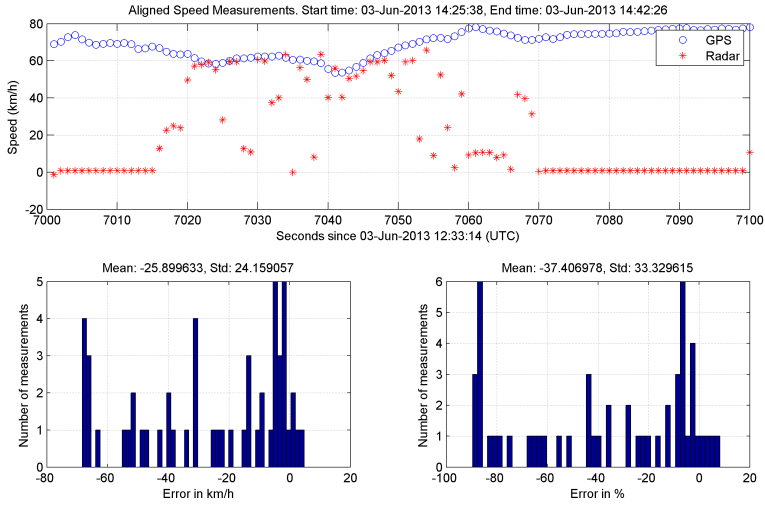 Aligned Speed Measurements. Start time: 03-Jun-2013 14:25:38, End time: 03-Jun-2013 14:42:26
80
60
40
20
0
-20
Speed (km/h)
GPS
Radar
7000 7010 7020 7030 7040 7050 7060 7070 7080 7090 7100
Seconds since 03-Jun-2013 12:33:14 (UTC)
Mean: -25.899633, Std: 24.159057
5
4
3
2
1
0
Number of measurements
-80 -60 -40 -20 0 20
Error in km/h
Mean: -37.406978, Std: 33.329615
6
5
4
3
2
1
0
Number of measurements
-100 -80 -60 -40 -20 0 20
Error in %